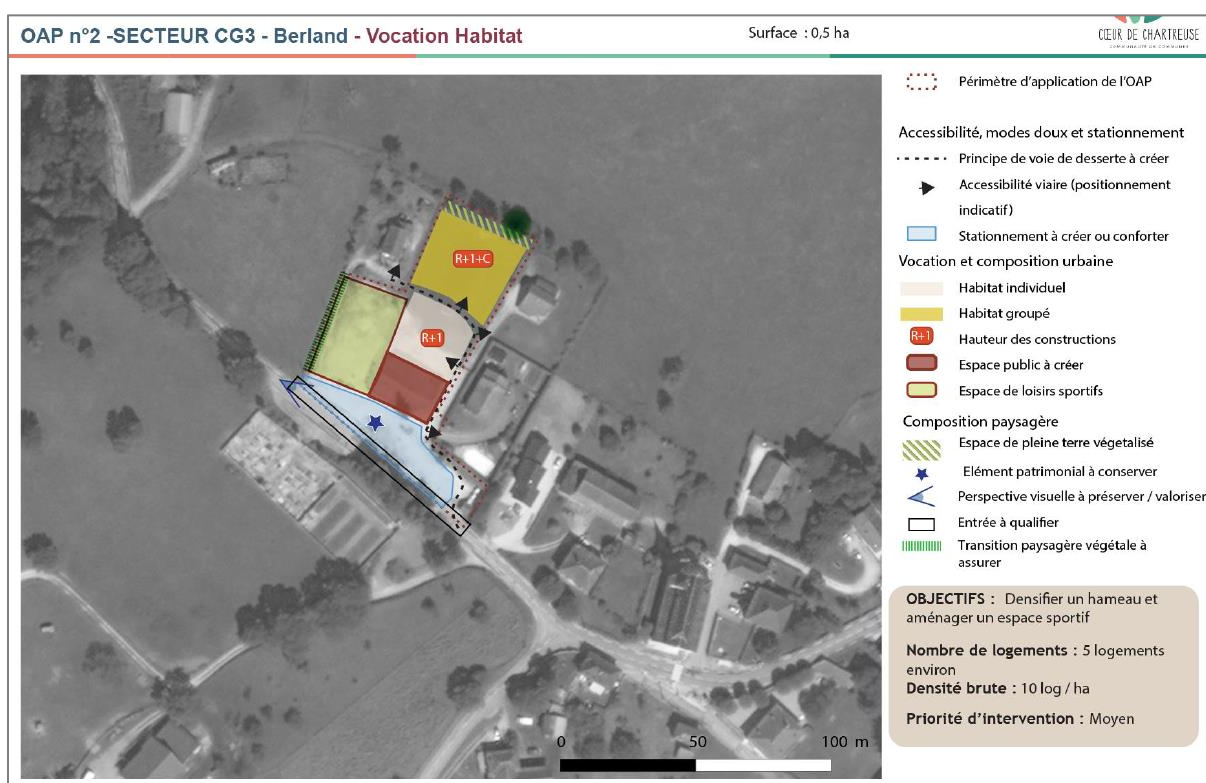 OAP n°2 -SECTEUR CG3 - Berland - Vocation Habitat
Surface : 0,5 ha
CŒUR DE CHARTREUSE
COMMUNAUTÉ DE COMMUNES
R+1+C
R+1
0 50 100 m
Périmètre d'application de l'OAP
Accessibilité, modes doux et stationnement
Principe de voie de desserte à créer
Accessibilité viaire (positionnement
indicatif)
Stationnement à créer ou conforter
Vocation et composition urbaine
Habitat individuel
Habitat groupé
R+1 Hauteur des constructions
Espace public à créer
Espace de loisirs sportifs
Composition paysagère
Espace de pleine terre végetalisé
Elément patrimonial à conserver
Perspective visuelle à préserver / valoriser
Entrée à qualifier
Transition paysagère végétale à
assurer
OBJECTIFS : Densifier un hameau et
aménager un espace sportif
Nombre de logements : 5 logements
environ
Densité brute : 10 log / ha
Priorité d'intervention : Moyen